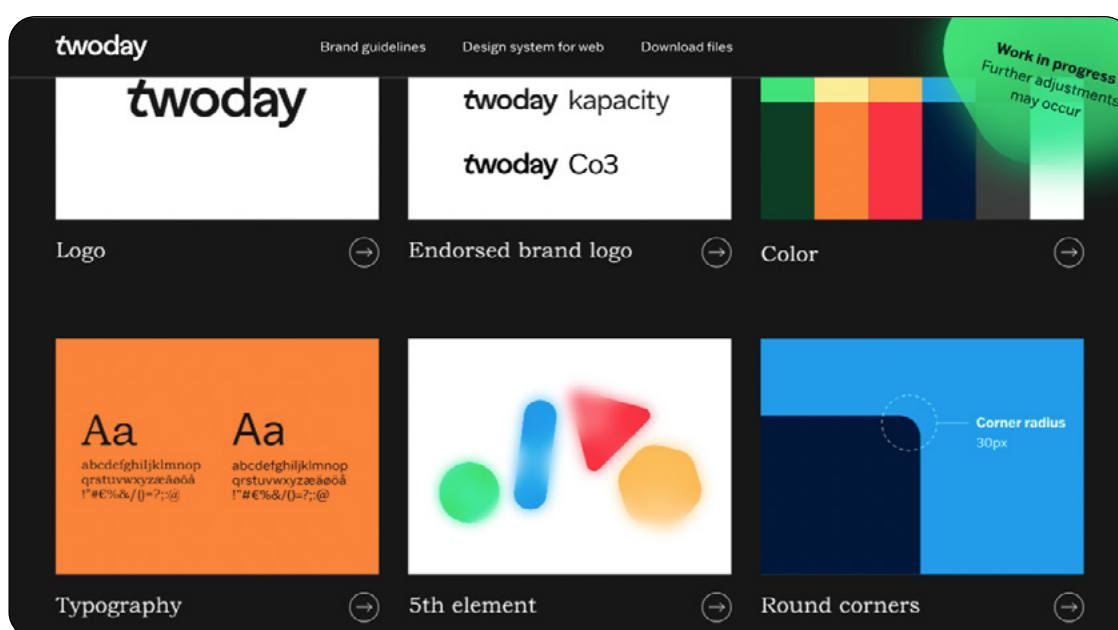 twoday
Brand guidelines
Design system for web
Download files
Work in progress
Further adjustments
may occur
twoday
twoday kapacity
twoday Co3
Logo
Endorsed brand logo
Color
Aa
abcdefghiljklmnop
qrstuvwxyzæäøöå
!"#€%&/()=?;:@
Aa
abcdefghiljklmnop
qrstuvwxyzæäøöå
!"#€%&/()=?;:@
Corner radius
30px
Typography
5th element
Round corners